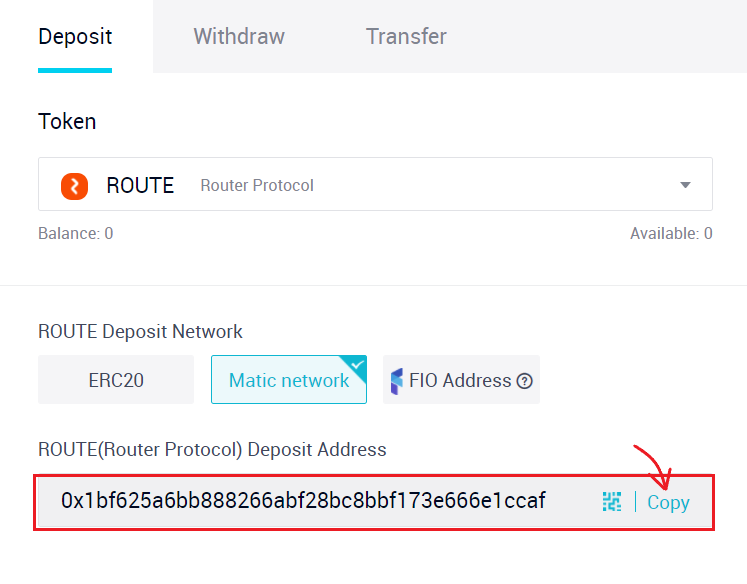 Deposit Withdraw Transfer
Token
ROUTE Router Protocol
Balance: 0 Available: 0
ROUTE Deposit Network
ERC20 Matic network FIO Address ?
ROUTE(Router Protocol) Deposit Address
0x1bf625a6bb888266abf28bc8bbf173e666e1ccaf Copy